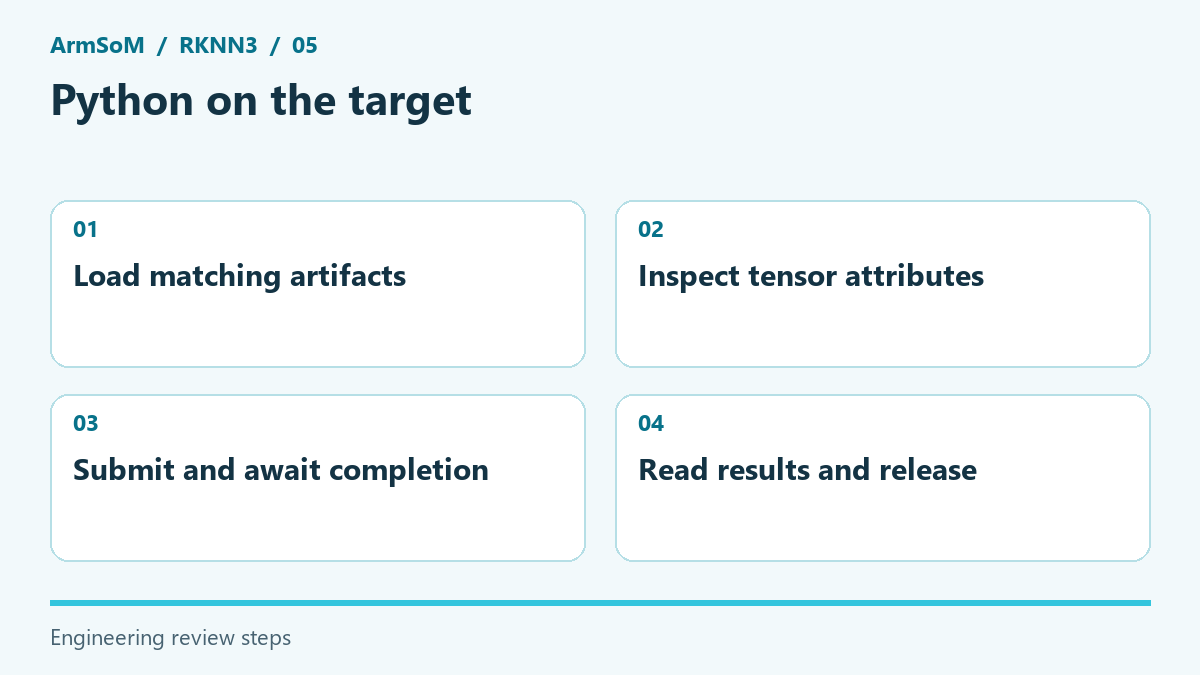 ArmSoM / RKNN3 / 05
Python on the target
01
Load matching artifacts
02
Inspect tensor attributes
03
Submit and await completion
04
Read results and release
Engineering review steps